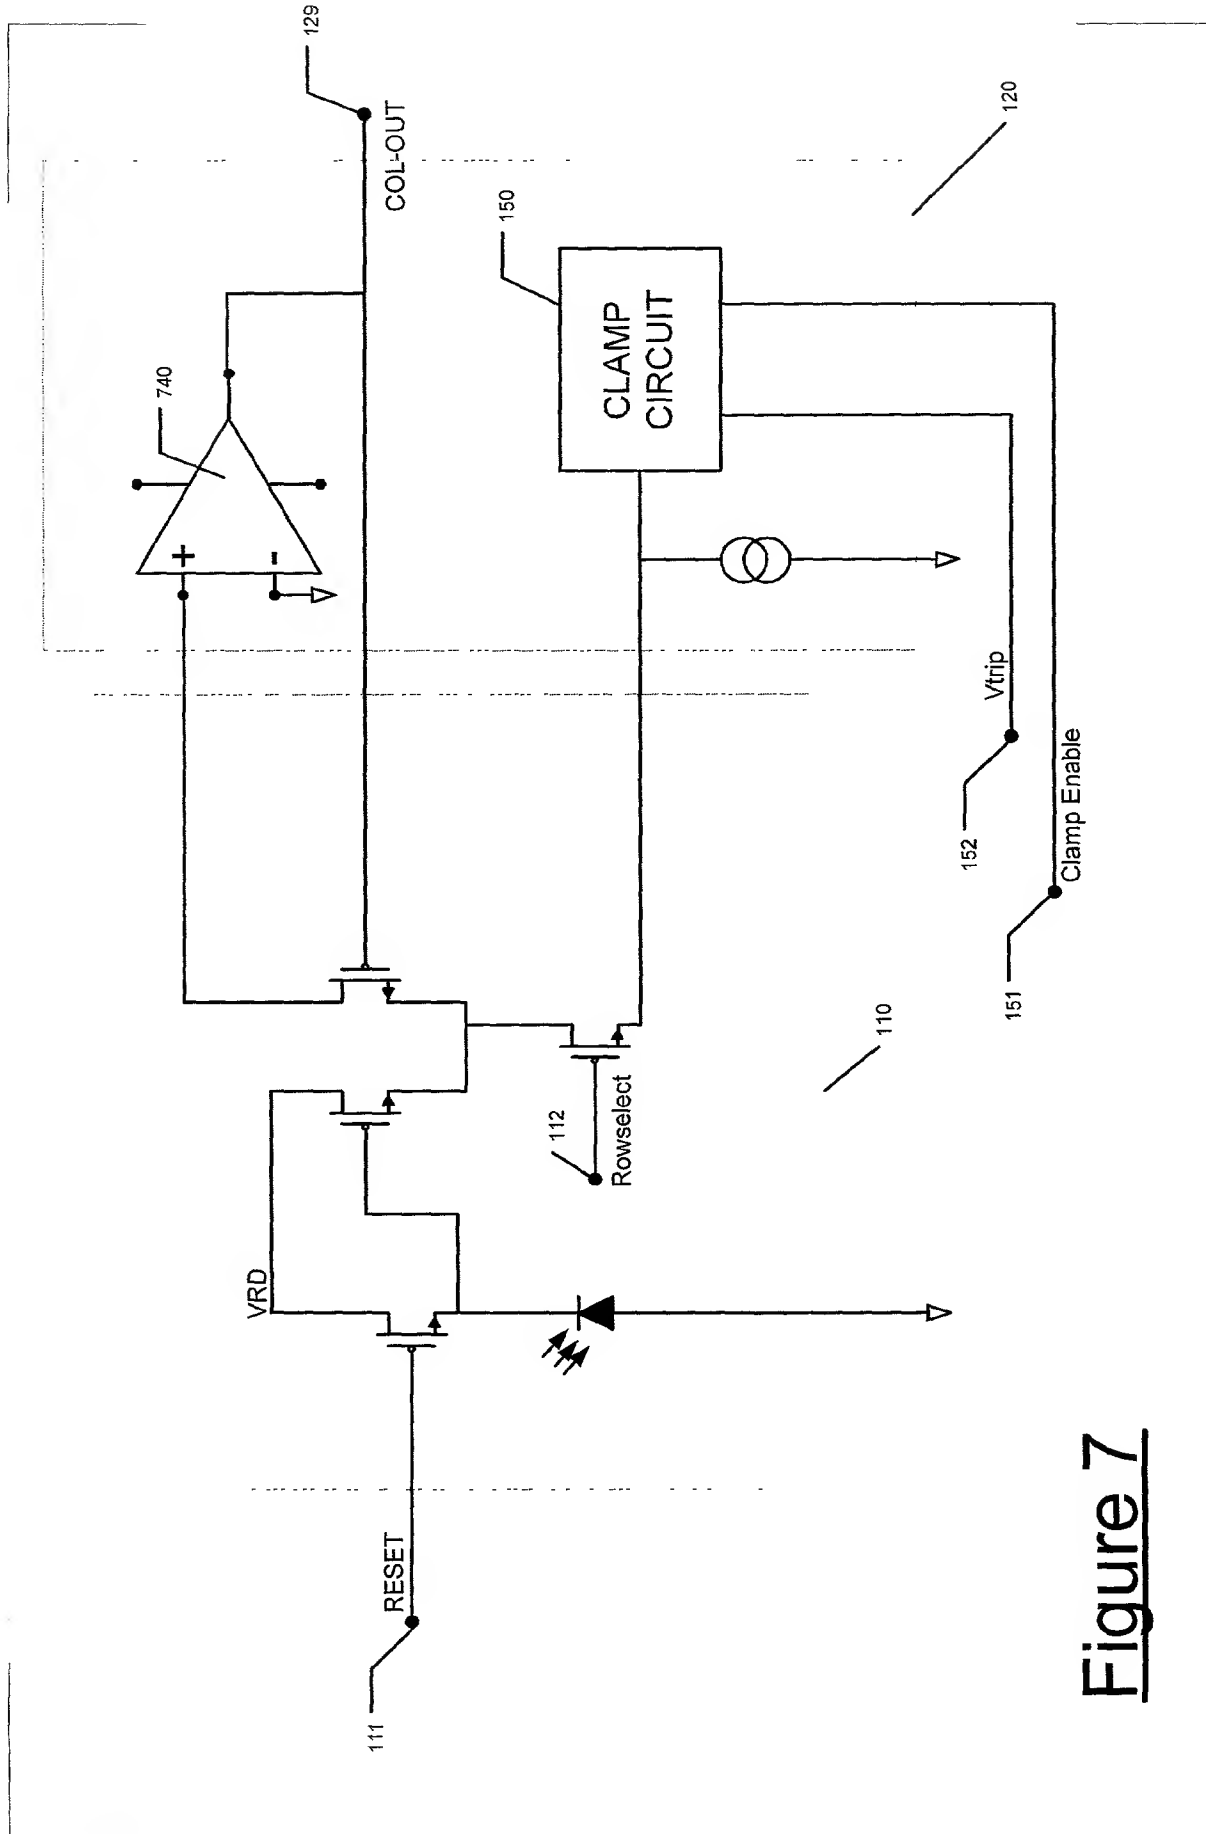 129
COL-OUT
120
150
CLAMP
CIRCUIT
740
+
-
Vtrip
152
Clamp Enable
151
110
112
Rowselect
VRD
RESET
111
Figure 7